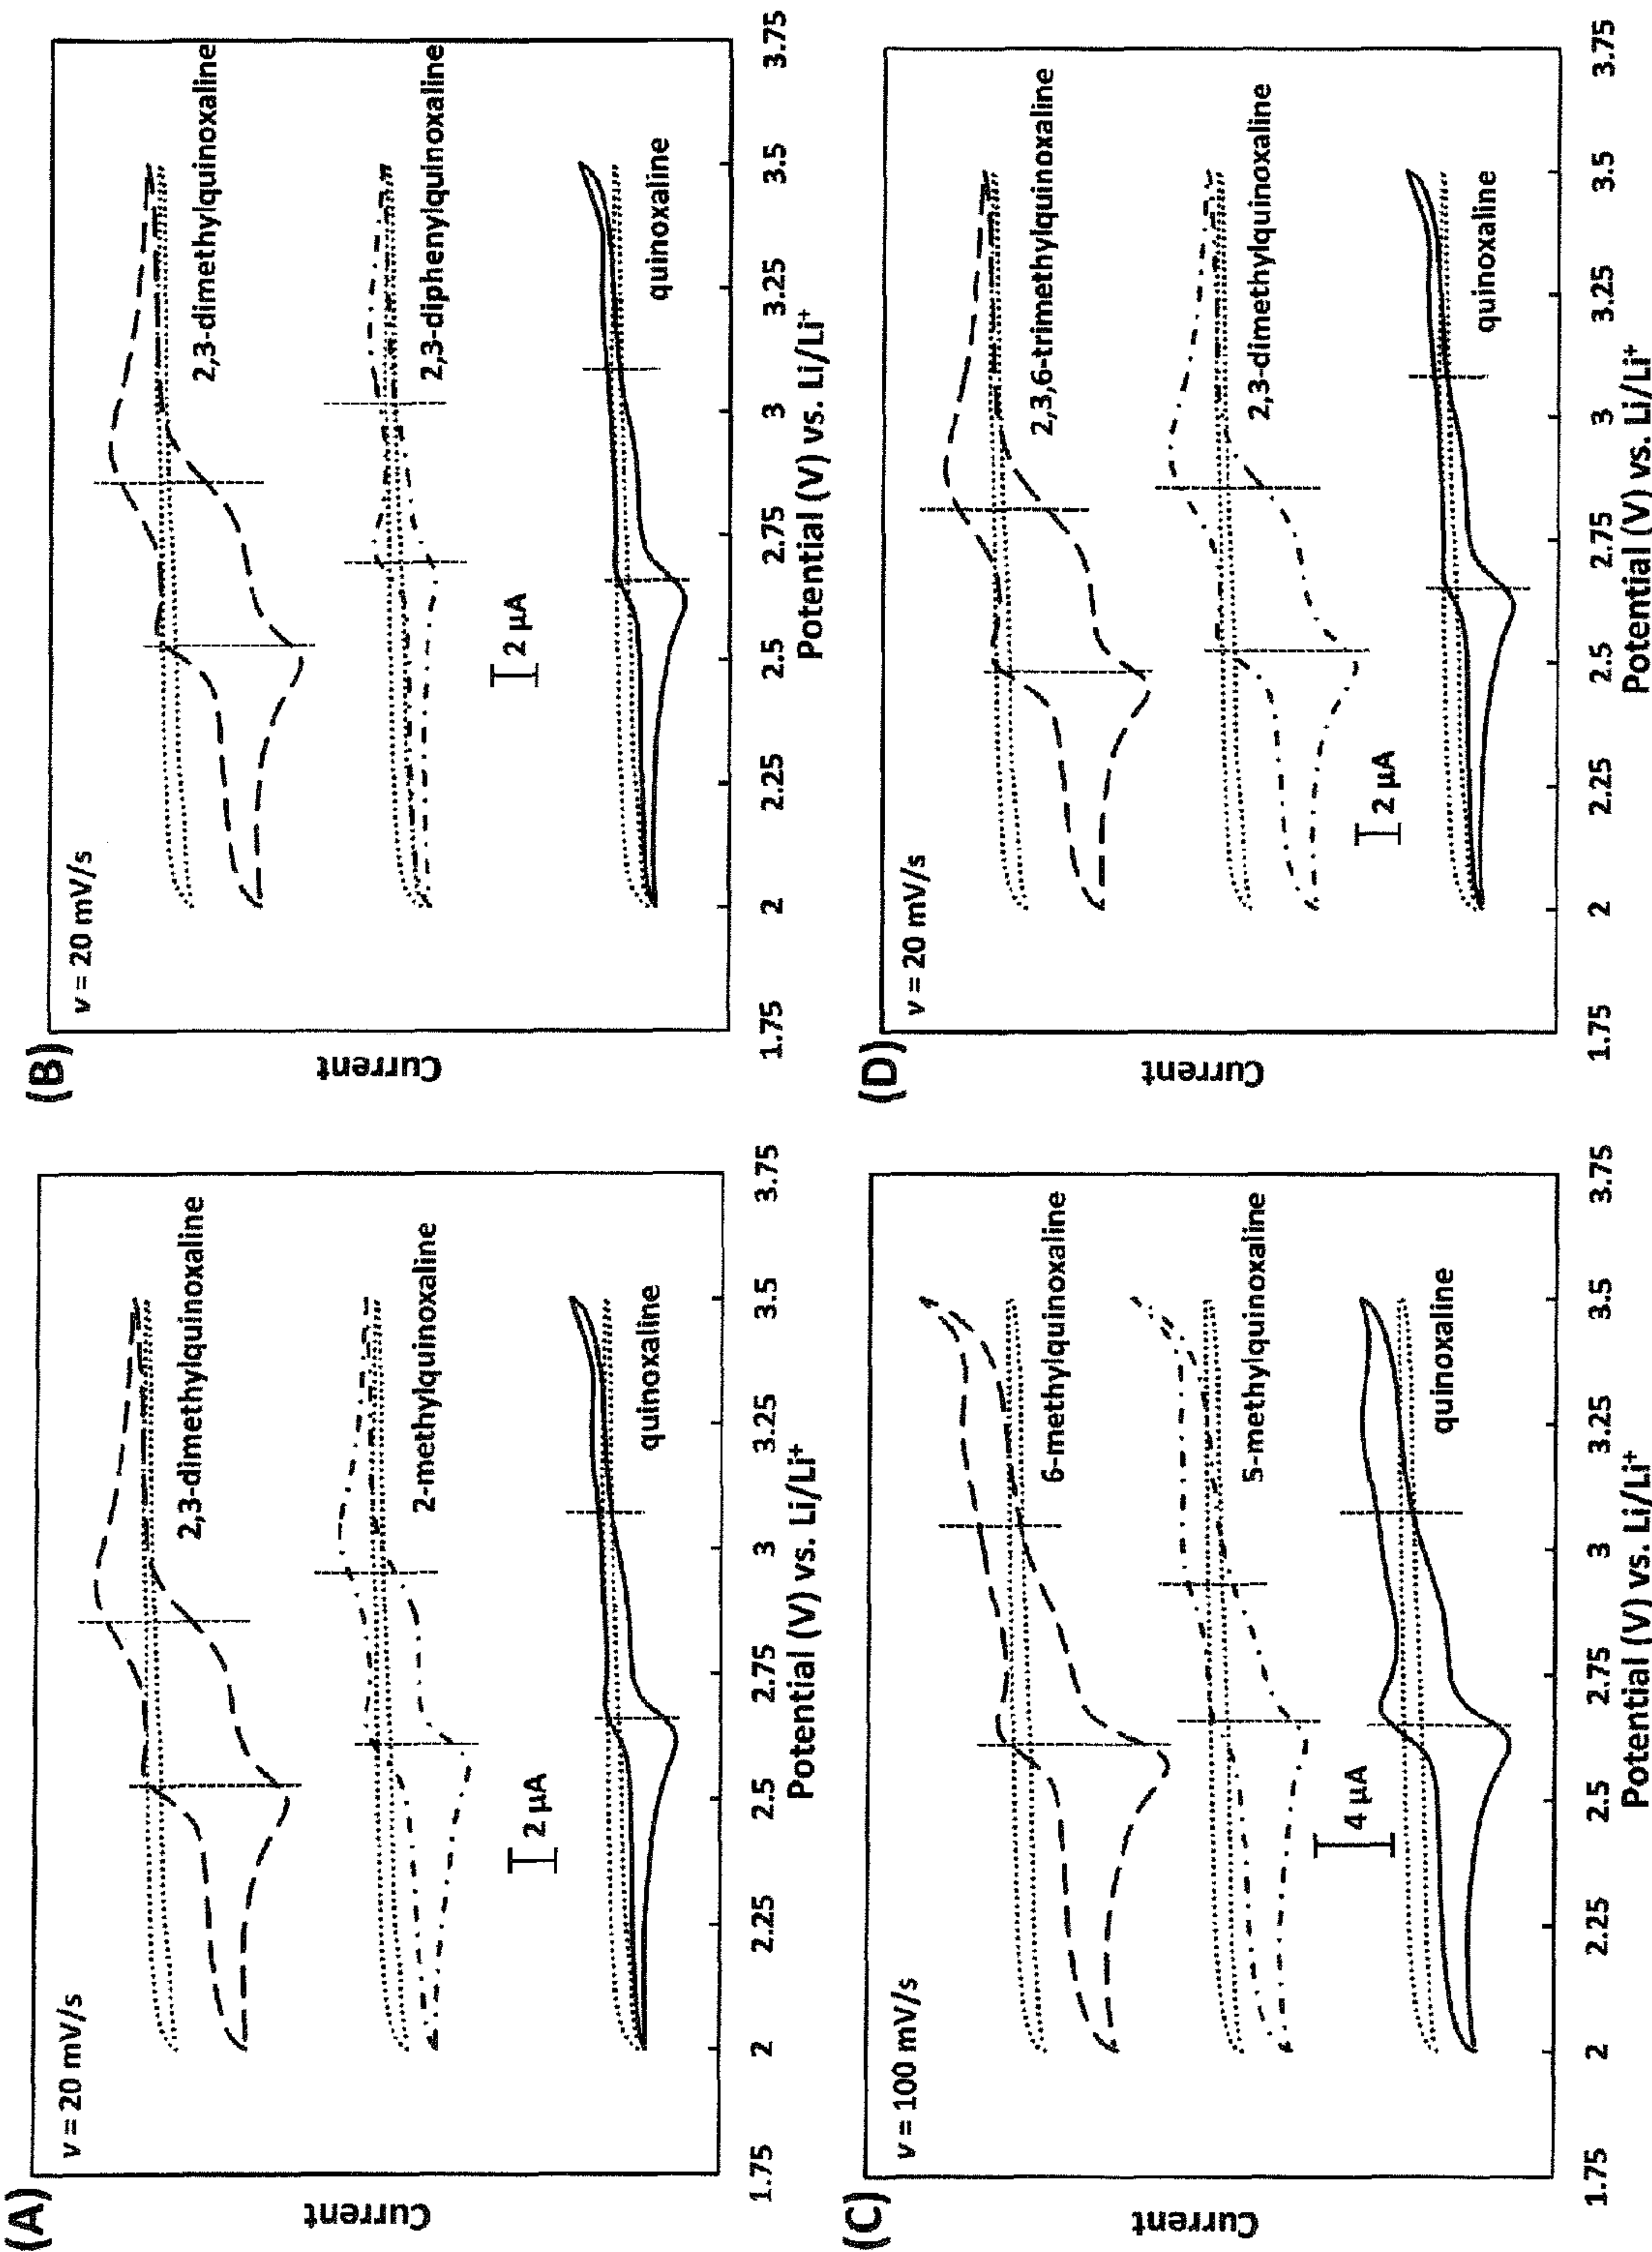 (A)
v = 20 mV/s
2,3-dimethylquinoxaline
2-methylquinoxaline
2 µA
quinoxaline
Current
1.75 2 2.25 2.5 2.75 3 3.25 3.5 3.75
Potential (V) vs. Li/Li⁺
(B)
v = 20 mV/s
2,3-dimethylquinoxaline
2,3-diphenylquinoxaline
2 µA
quinoxaline
Current
1.75 2 2.25 2.5 2.75 3 3.25 3.5 3.75
Potential (V) vs. Li/Li⁺
(C)
v = 100 mV/s
6-methylquinoxaline
5-methylquinoxaline
4 µA
quinoxaline
Current
1.75 2 2.25 2.5 2.75 3 3.25 3.5 3.75
Potential (V) vs. Li/Li⁺
(D)
v = 20 mV/s
2,3,6-trimethylquinoxaline
2,3-dimethylquinoxaline
2 µA
quinoxaline
Current
1.75 2 2.25 2.5 2.75 3 3.25 3.5 3.75
Potential (V) vs. Li/Li⁺